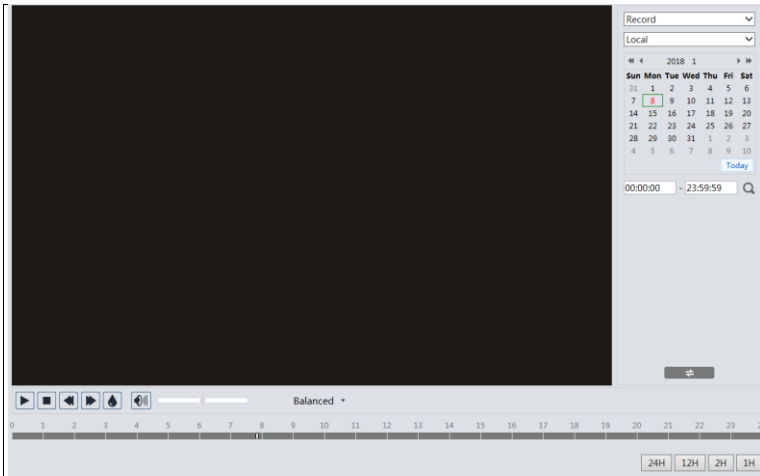 Record
Local
2018 1
Sun Mon Tue Wed Thu Fri Sat
31 1 2 3 4 5 6
7 8 9 10 11 12 13
14 15 16 17 18 19 20
21 22 23 24 25 26 27
28 29 30 31 1 2 3
4 5 6 7 8 9 10
Today
00:00:00 - 23:59:59
Balanced
0 1 2 3 4 5 6 7 8 9 10 11 12 13 14 15 16 17 18 19 20 21 22 23
24H 12H 2H 1H